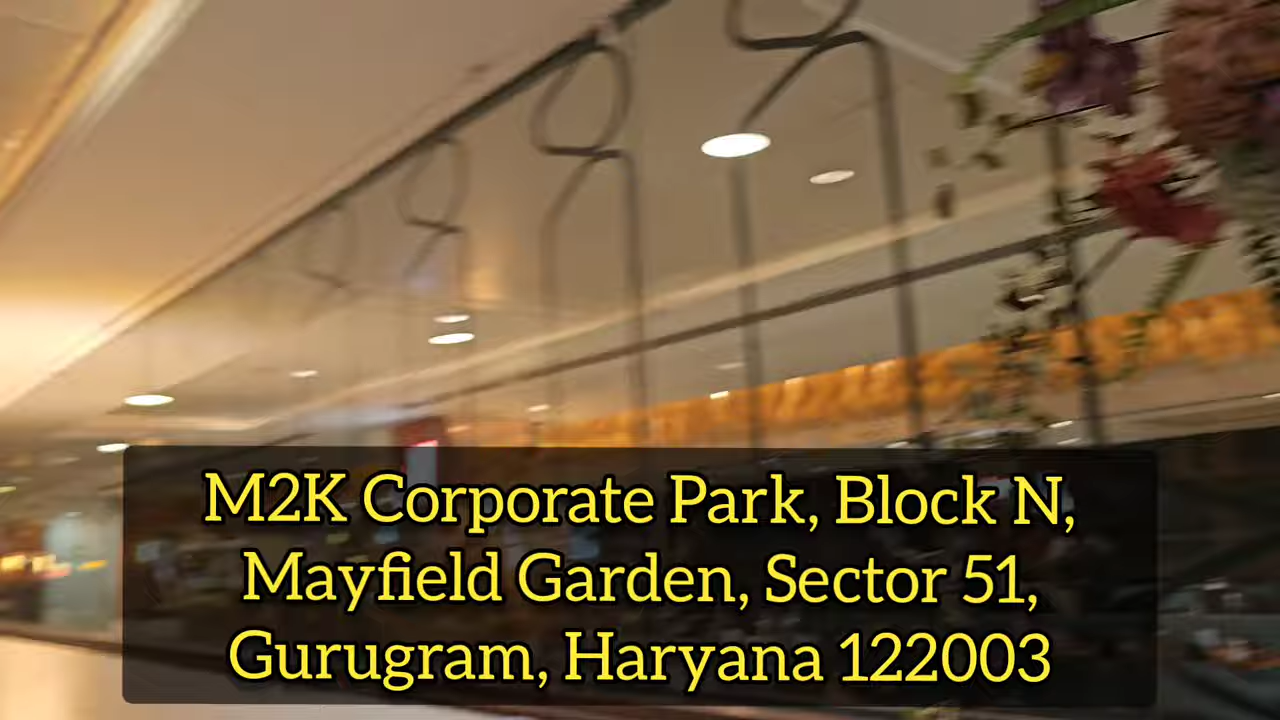 M2K Corporate Park, Block N,
Mayfield Garden, Sector 51,
Gurugram, Haryana 122003